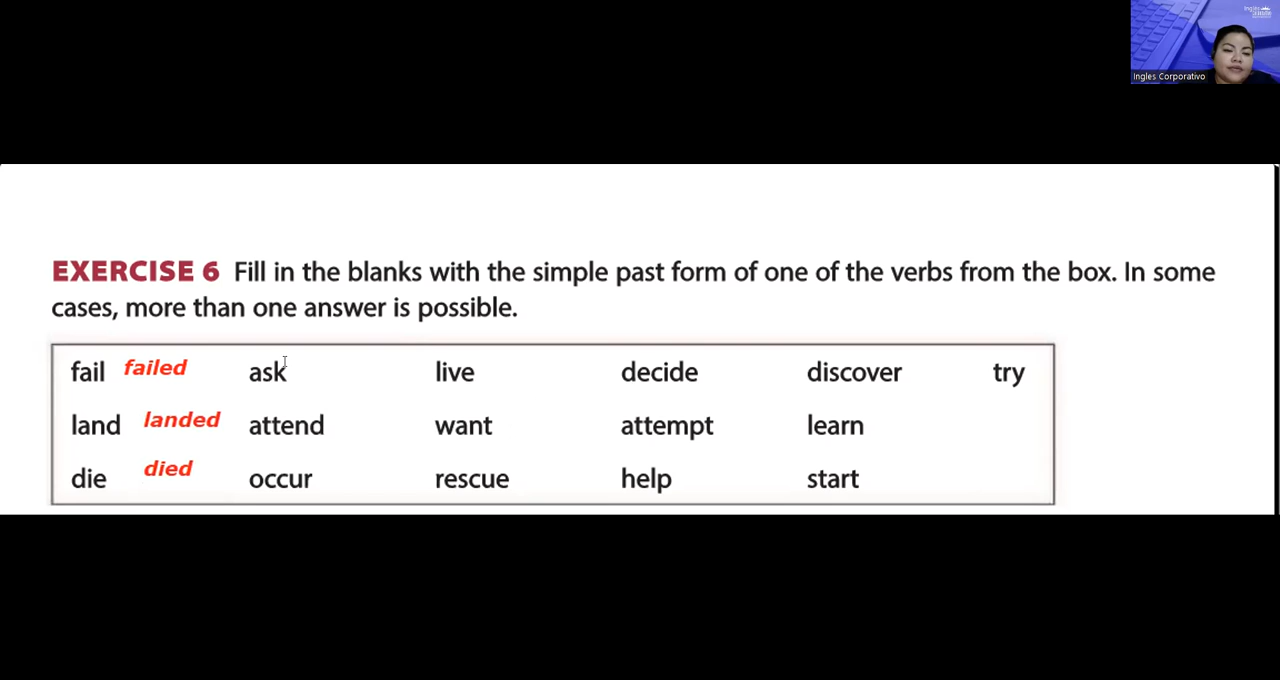 Inglés
Ingles Corporativo
EXERCISE 6 Fill in the blanks with the simple past form of one of the verbs from the box. In some
cases, more than one answer is possible.
fail failed ask live decide discover try
land landed attend want attempt learn
die died occur rescue help start